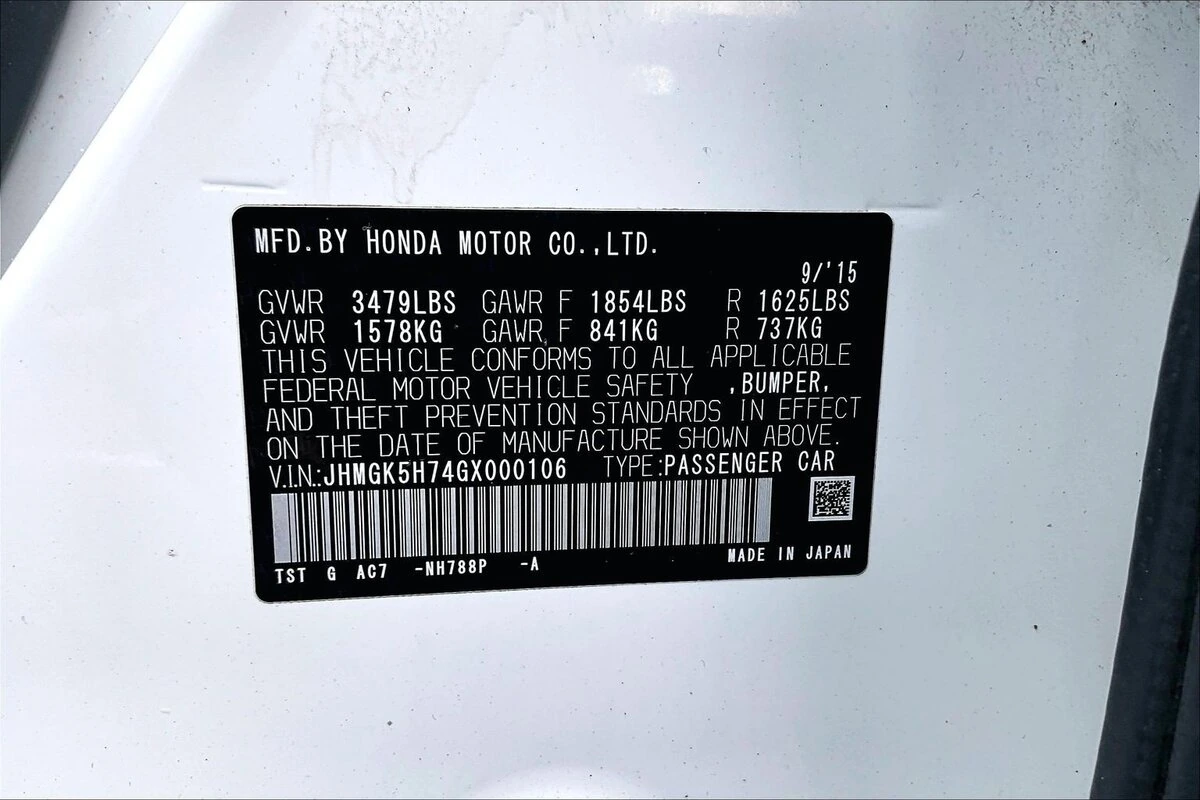 MFD.BY HONDA MOTOR CO.,LTD.
9/'15
GVWR 3479LBS GAWR F 1854LBS R 1625LBS
GVWR 1578KG GAWR F 841KG R 737KG
THIS VEHICLE CONFORMS TO ALL APPLICABLE
FEDERAL MOTOR VEHICLE SAFETY ,BUMPER,
AND THEFT PREVENTION STANDARDS IN EFFECT
ON THE DATE OF MANUFACTURE SHOWN ABOVE.
V.I.N.:JHMGK5H74GX000106 TYPE:PASSENGER CAR
TST G AC7 -NH788P -A MADE IN JAPAN